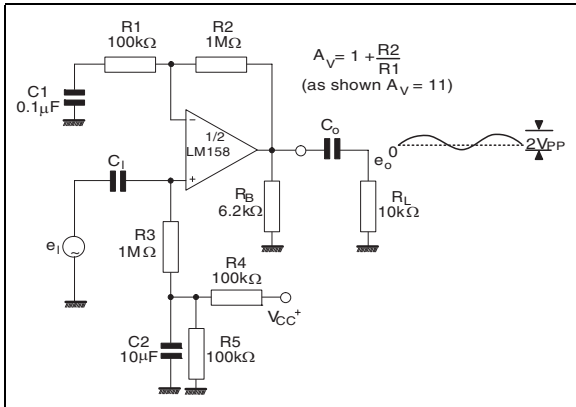 R1
100kΩ
R2
1MΩ
A_V = 1 + R2/R1
(as shown A_V = 11)
C1
0.1μF
1/2
LM158
C_I
C_o
e_o
0
2V_PP
R_B
6.2kΩ
R_L
10kΩ
R3
1MΩ
e_I
~
R4
100kΩ
V_CC+
C2
10μF
R5
100kΩ